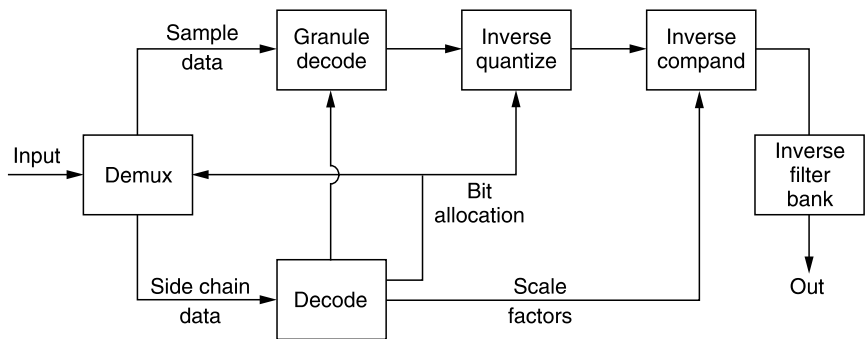 Sample
data
Granule
decode
Inverse
quantize
Inverse
compand
Input
Demux
Bit
allocation
Inverse
filter
bank
Side chain
data
Decode
Scale
factors
Out